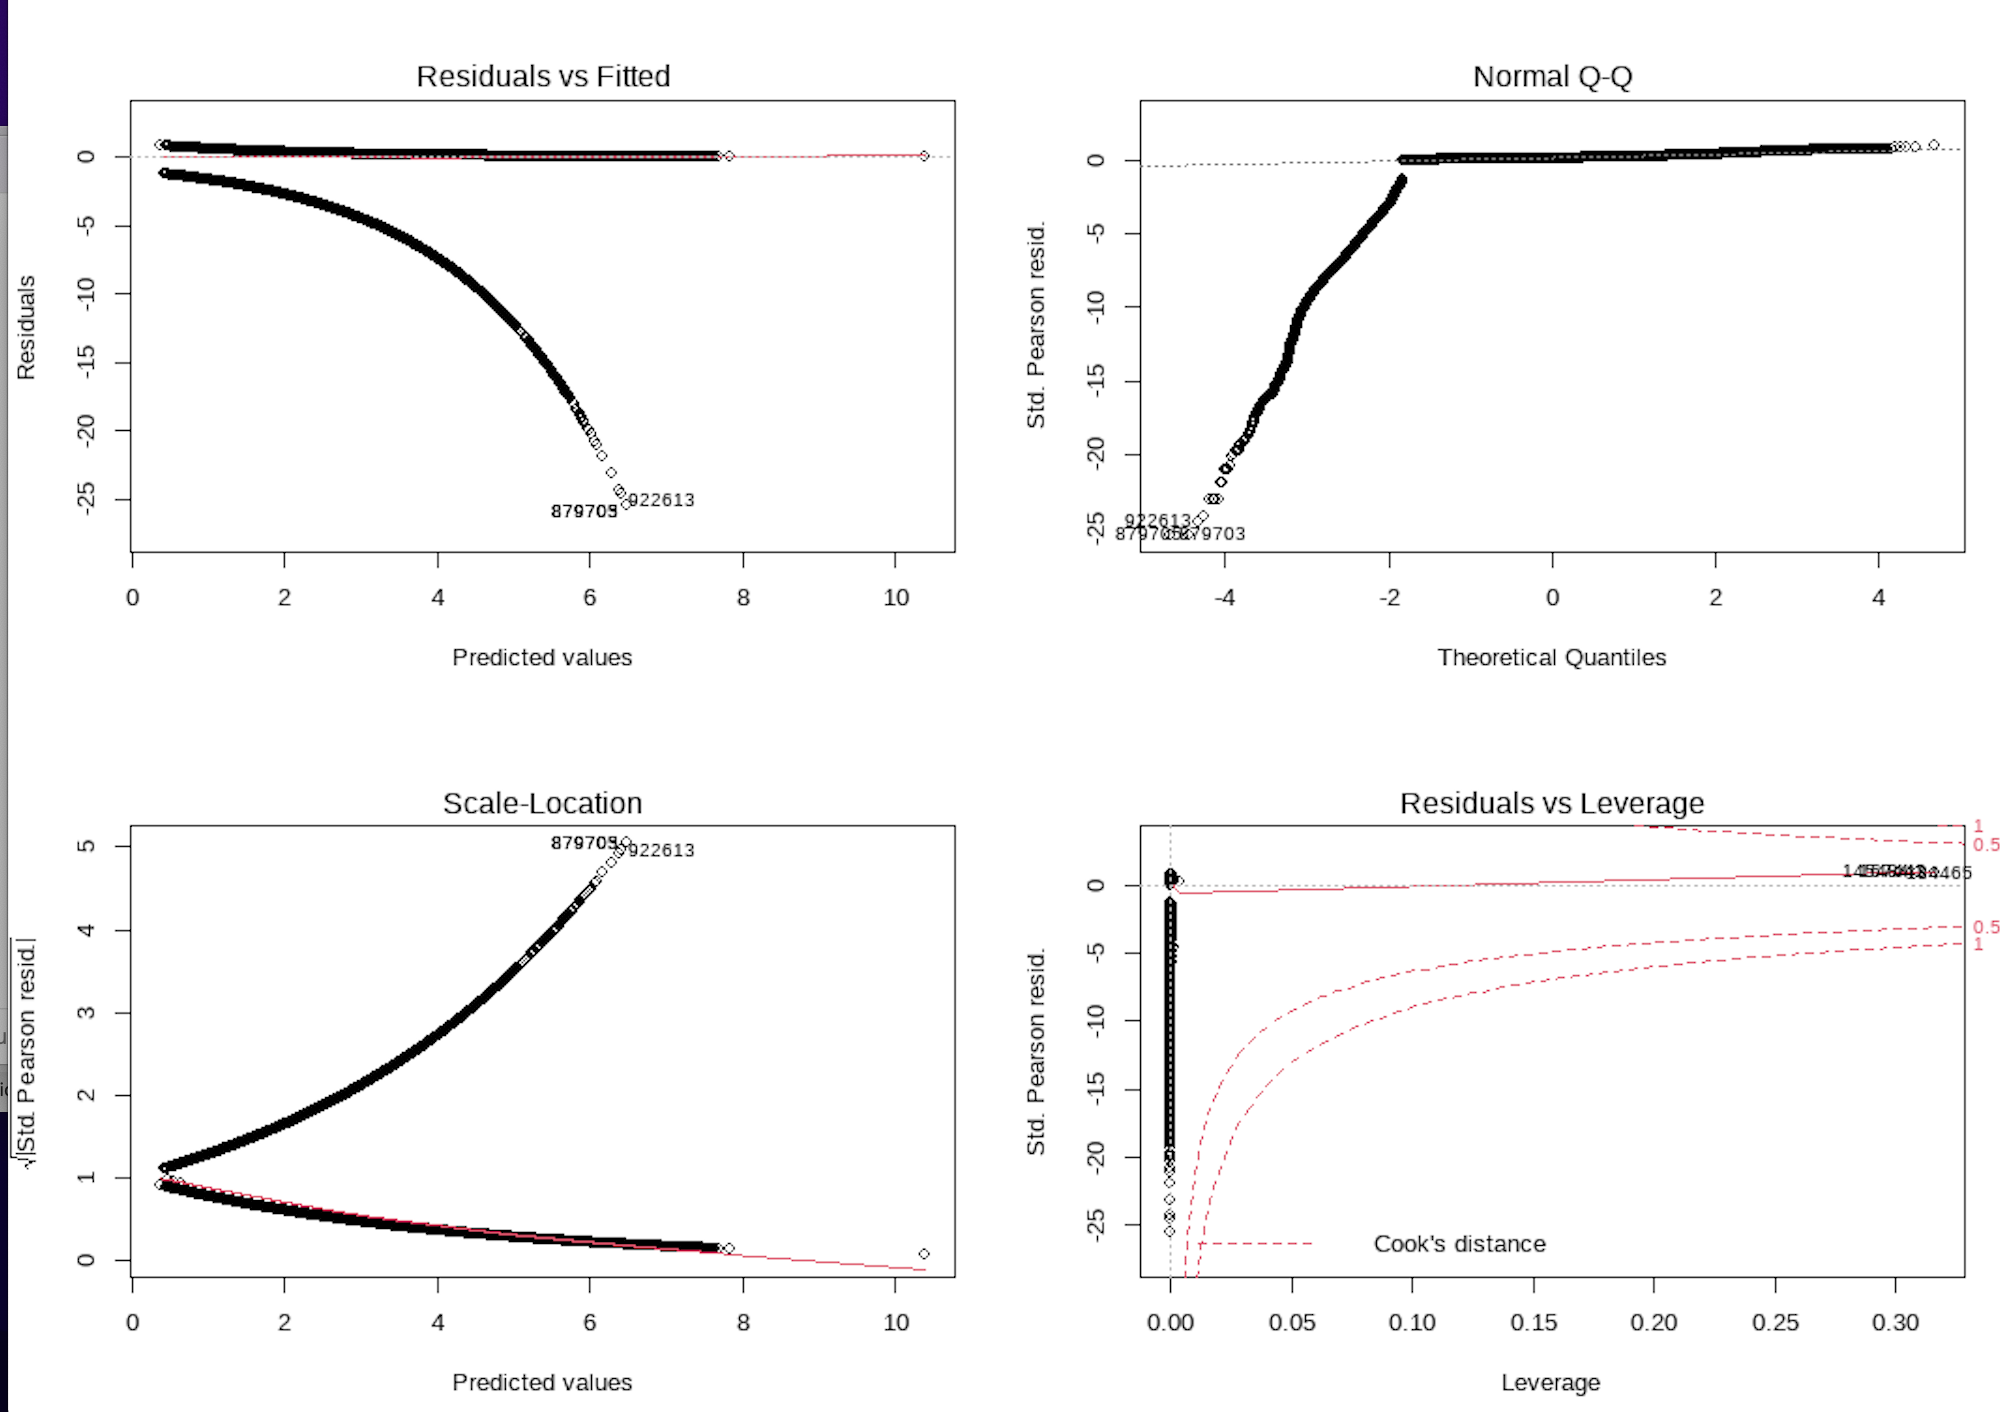 Residuals vs Fitted
Residuals
0
-5
-10
-15
-20
-25
922613
879703
0 2 4 6 8 10
Predicted values
Normal Q-Q
Std. Pearson resid.
0
-5
-10
-15
-20
-25
922613
879703
-4 -2 0 2 4
Theoretical Quantiles
Scale-Location
√|Std. Pearson resid.|
5
4
3
2
1
0
922613
0 2 4 6 8 10
Predicted values
Residuals vs Leverage
Std. Pearson resid.
0
-5
-10
-15
-20
-25
1
0.5
0.5
1
Cook's distance
0.00 0.05 0.10 0.15 0.20 0.25 0.30
Leverage